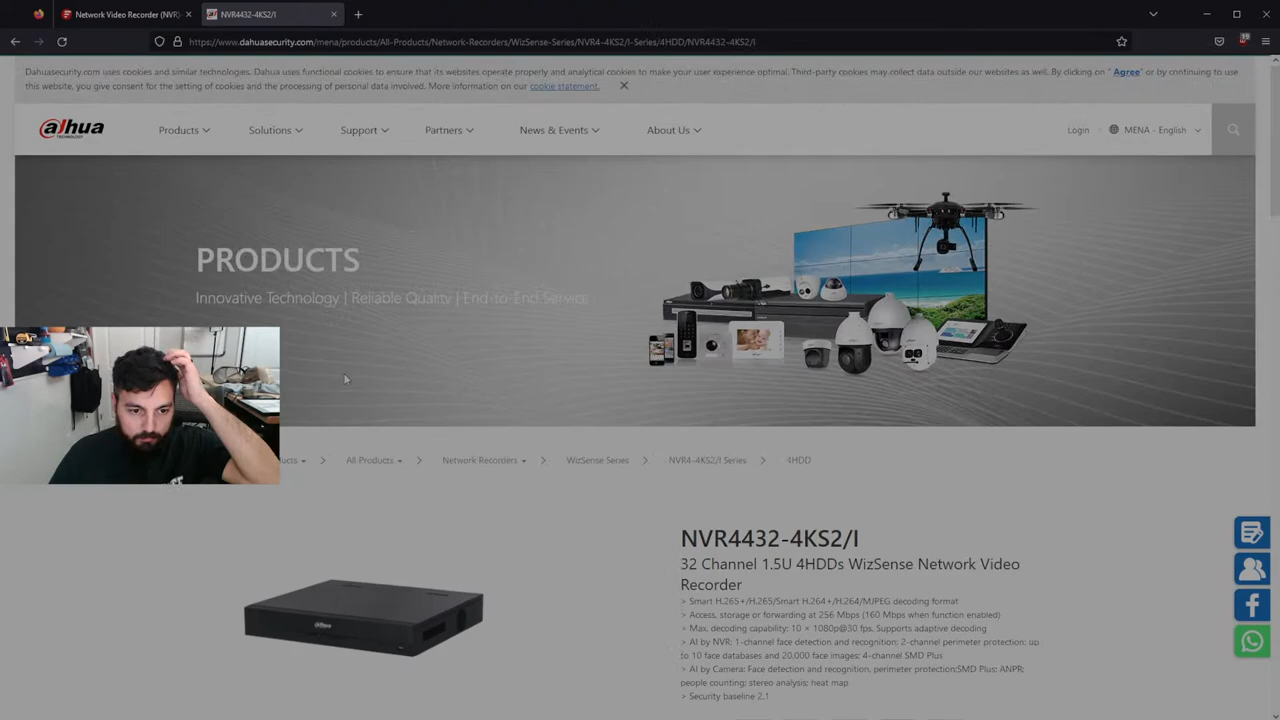 Network Video Recorder (NVR)
NVR4432-4KS2/I
https://www.dahuasecurity.com/mena/products/All-Products/Network-Recorders/WizSense-Series/NVR4-4KS2/I-Series/4HDD/NVR4432-4KS2/I
19
Dahuasecurity.com uses cookies and similar technologies. Dahua uses functional cookies to ensure that its websites operate properly and analytical cookies to make your user experience optimal. Third-party cookies may collect data outside our websites as well. By clicking on " Agree" or by continuing to use
this website, you give consent for the setting of cookies and the processing of personal data involved. More information on our cookie statement.
alhua
TECHNOLOGY
Products
Solutions
Support
Partners
News & Events
About Us
Login
MENA - English
PRODUCTS
Innovative Technology | Reliable Quality | End-to-End Service
All Products
Network Recorders
WizSense Series
NVR4-4KS2/I Series
4HDD
NVR4432-4KS2/I
32 Channel 1.5U 4HDDs WizSense Network Video
Recorder
> Smart H.265+/H.265/Smart H.264+/H.264/MJPEG decoding format
> Access, storage or forwarding at 256 Mbps (160 Mbps when function enabled)
> Max. decoding capability: 10 × 1080p@30 fps. Supports adaptive decoding
> AI by NVR: 1-channel face detection and recognition; 2-channel perimeter protection; up
to 10 face databases and 20,000 face images; 4-channel SMD Plus
> AI by Camera: Face detection and recognition, perimeter protection;SMD Plus; ANPR;
people counting; stereo analysis; heat map
> Security baseline 2.1